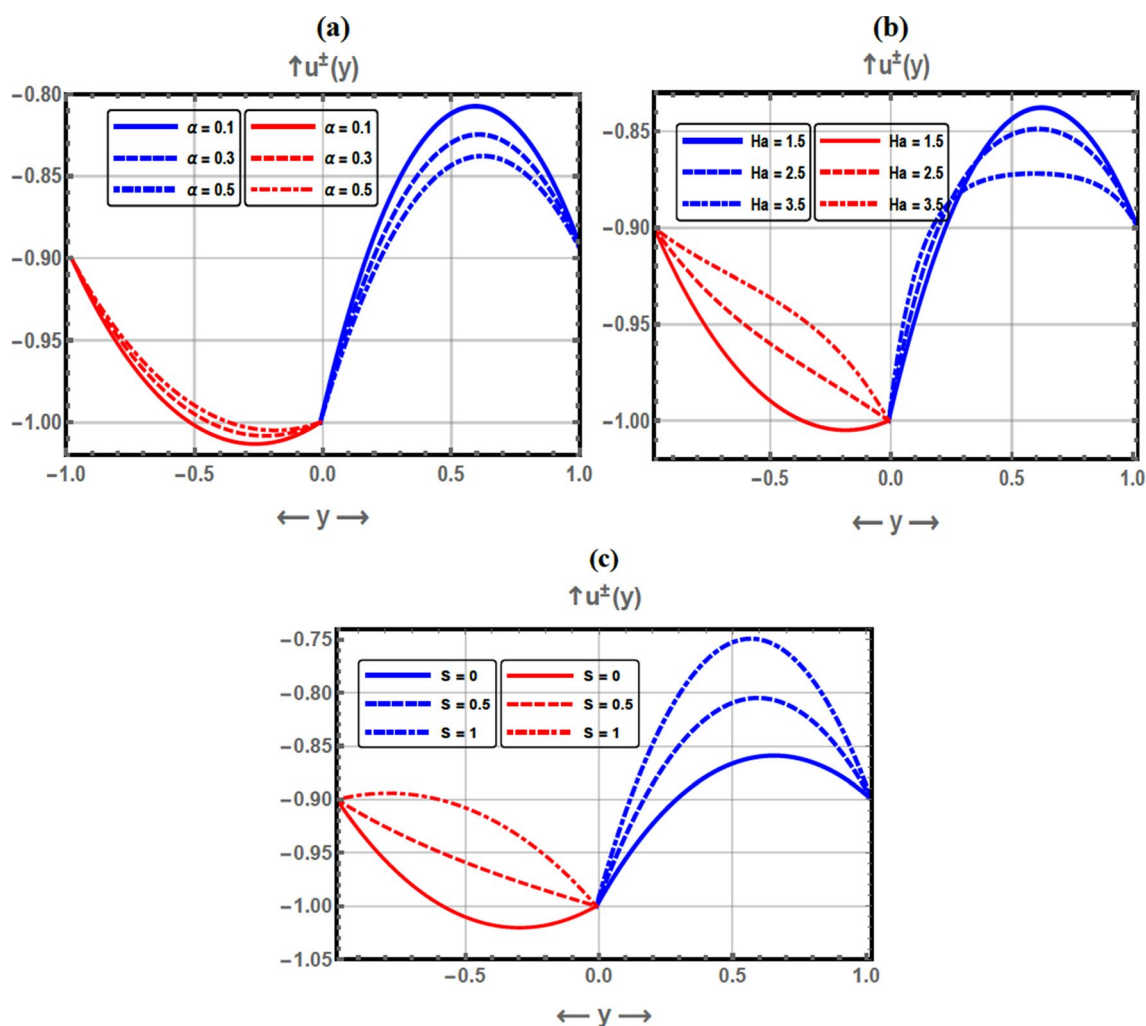 (a)
↑u±(y)
−0.80
−0.85
−0.90
−0.95
−1.00
α = 0.1
α = 0.3
α = 0.5
α = 0.1
α = 0.3
α = 0.5
−1.0 −0.5 0.0 0.5 1.0
← y →
(b)
↑u±(y)
−0.85
−0.90
−0.95
−1.00
Ha = 1.5
Ha = 2.5
Ha = 3.5
Ha = 1.5
Ha = 2.5
Ha = 3.5
−0.5 0.0 0.5 1.0
← y →
(c)
↑u±(y)
−0.75
−0.80
−0.85
−0.90
−0.95
−1.00
−1.05
S = 0
S = 0.5
S = 1
S = 0
S = 0.5
S = 1
−0.5 0.0 0.5 1.0
← y →